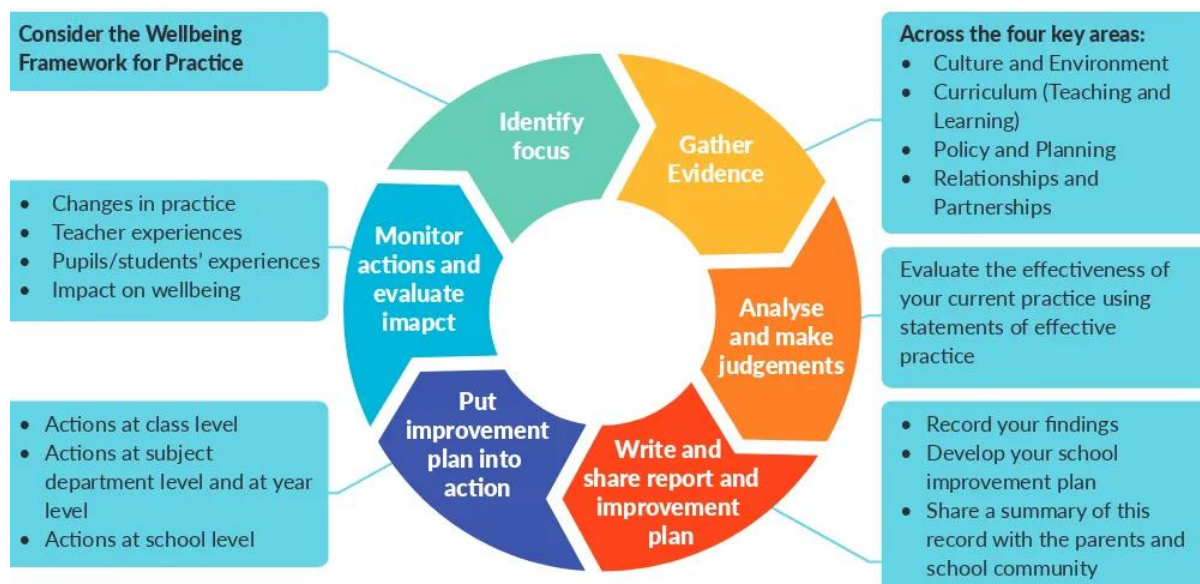 Consider the Wellbeing
Framework for Practice
Identify
focus
Gather
Evidence
Across the four key areas:
• Culture and Environment
• Curriculum (Teaching and
Learning)
• Policy and Planning
• Relationships and
Partnerships
Analyse
and make
judgements
Evaluate the effectiveness of
your current practice using
statements of effective
practice
Write and
share report and
improvement
plan
• Record your findings
• Develop your school
improvement plan
• Share a summary of this
record with the parents and
school community
Put
improvement
plan into
action
• Actions at class level
• Actions at subject
department level and at year
level
• Actions at school level
Monitor
actions and
evaluate
imapct
• Changes in practice
• Teacher experiences
• Pupils/students’ experiences
• Impact on wellbeing